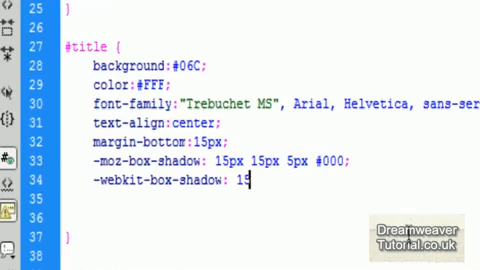 25 }
26
27 #title {
28 background:#06C;
29 color:#FFF;
30 font-family:"Trebuchet MS", Arial, Helvetica, sans-ser
31 text-align:center;
32 margin-bottom:15px;
33 -moz-box-shadow: 15px 15px 5px #000;
34 -webkit-box-shadow: 15
35
36
37 }
38
Dreamweaver
Tutorial.co.uk